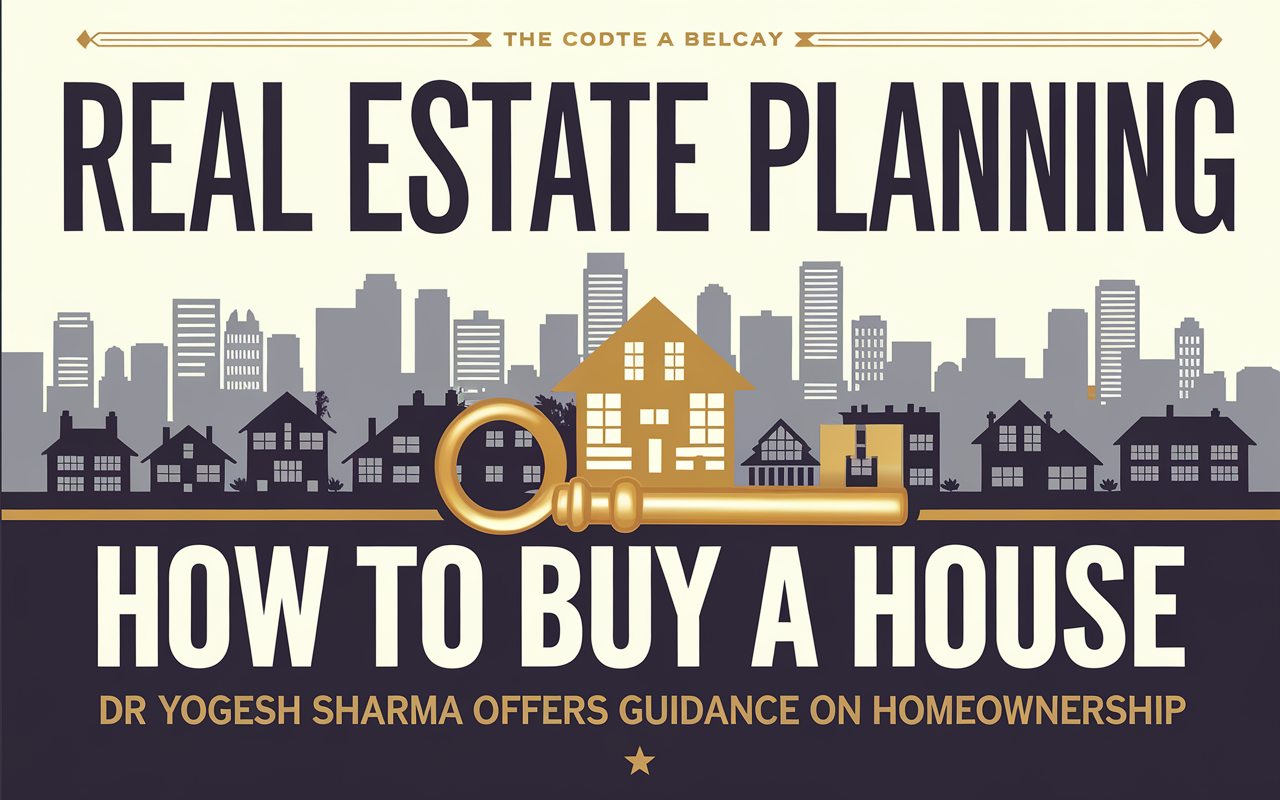 THE CODTE A BELCAY
REAL ESTATE PLANNING
HOW TO BUY A HOUSE
DR YOGESH SHARMA OFFERS GUIDANCE ON HOMEOWNERSHIP